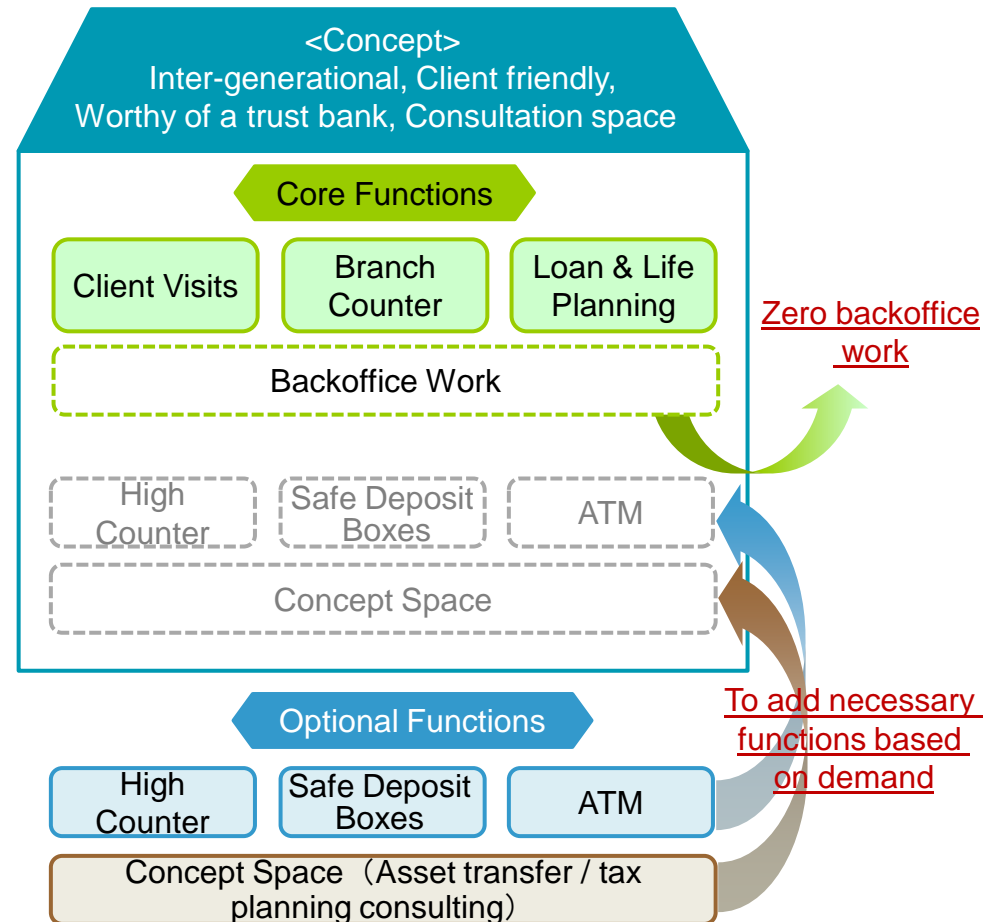 <Concept>
Inter-generational, Client friendly,
Worthy of a trust bank, Consultation space
Core Functions
Client Visits
Branch
Counter
Loan & Life
Planning
Zero backoffice
work
Backoffice Work
High
Counter
Safe Deposit
Boxes
ATM
Concept Space
To add necessary
functions based
on demand
Optional Functions
High
Counter
Safe Deposit
Boxes
ATM
Concept Space（Asset transfer / tax
planning consulting）